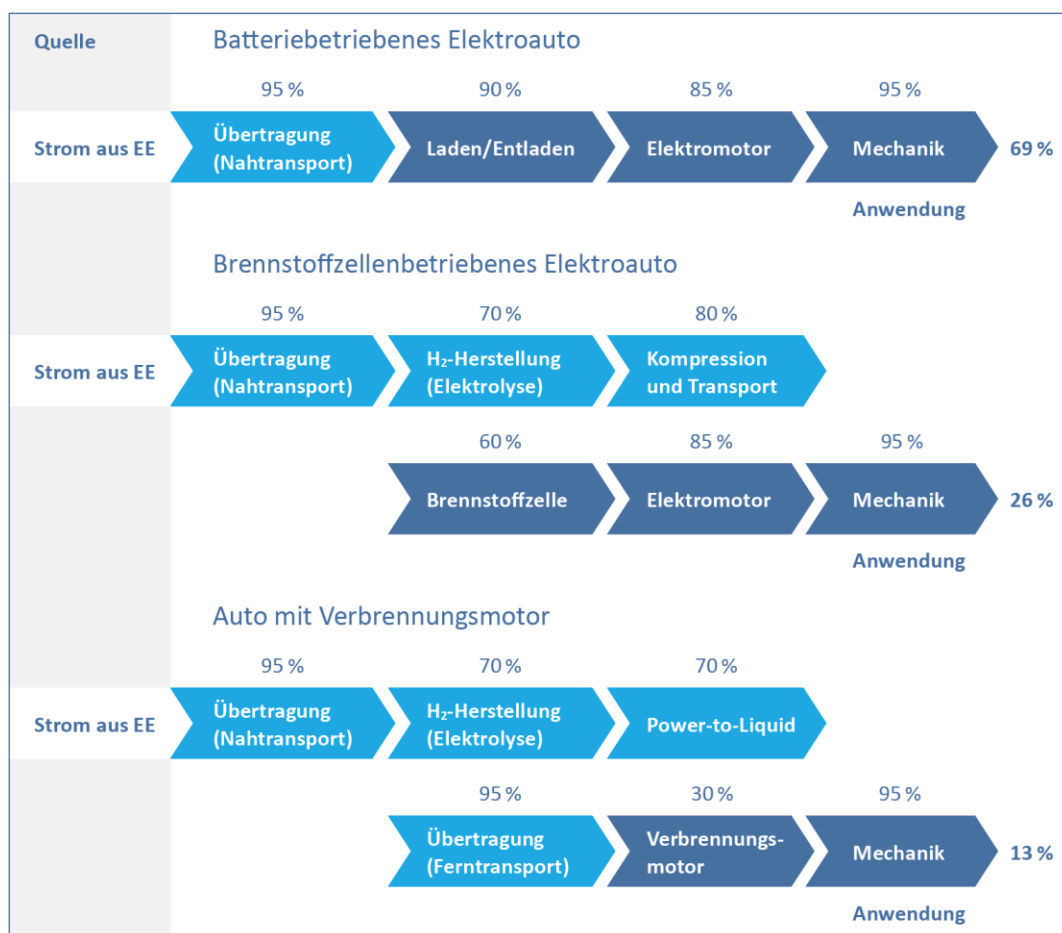 Quelle
Batteriebetriebenes Elektroauto
95 %
90 %
85 %
95 %
Strom aus EE
Übertragung
(Nahtransport)
Laden/Entladen
Elektromotor
Mechanik
69 %
Anwendung
Brennstoffzellenbetriebenes Elektroauto
95 %
70 %
80 %
Strom aus EE
Übertragung
(Nahtransport)
H₂-Herstellung
(Elektrolyse)
Kompression
und Transport
60 %
85 %
95 %
Brennstoffzelle
Elektromotor
Mechanik
26 %
Anwendung
Auto mit Verbrennungsmotor
95 %
70 %
70 %
Strom aus EE
Übertragung
(Nahtransport)
H₂-Herstellung
(Elektrolyse)
Power-to-Liquid
95 %
30 %
95 %
Übertragung
(Ferntransport)
Verbrennungs-
motor
Mechanik
13 %
Anwendung